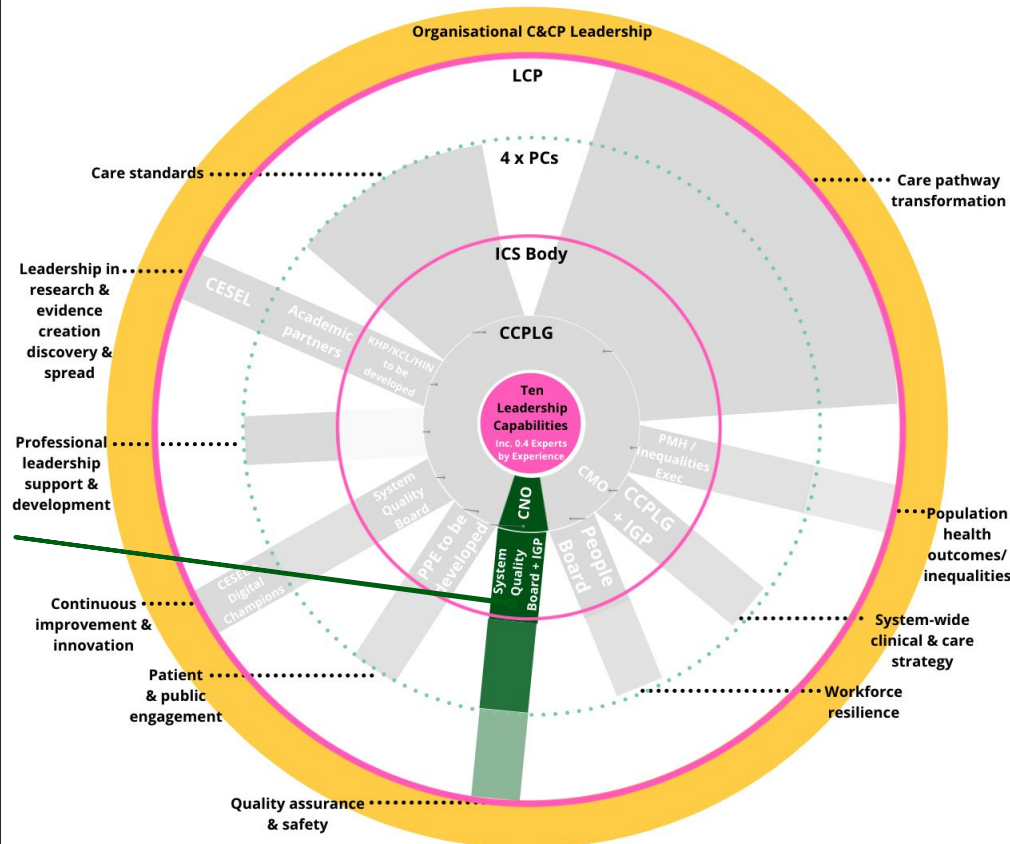 Organisational C&CP Leadership
LCP
4 x PCs
ICS Body
CCPLG
Ten
Leadership
Capabilities
Inc. 0.4 Experts
by Experience
Care standards
Leadership in
research &
evidence
creation
discovery &
spread
Professional
leadership
support &
development
Continuous
improvement &
innovation
Patient
& public
engagement
Quality assurance
& safety
Care pathway
transformation
Population
health
outcomes/
inequalities
System-wide
clinical & care
strategy
Workforce
resilience
CESEL
Academic
partners
KHP/KCL/HIN
to be
developed
System
Quality
Board
CESEL
Digital
Champions
PPE to be
developed
CNO
System
Quality
Board + IGP
People
Board
CMO
CCPLG
+ IGP
PMH /
Inequalities
Exec